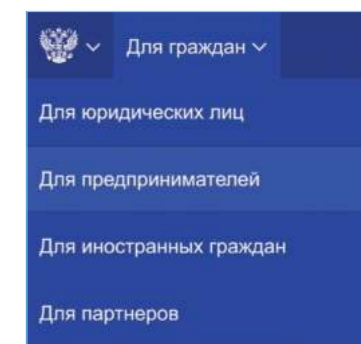 Для граждан
Для юридических лиц
Для предпринимателей
Для иностранных граждан
Для партнеров